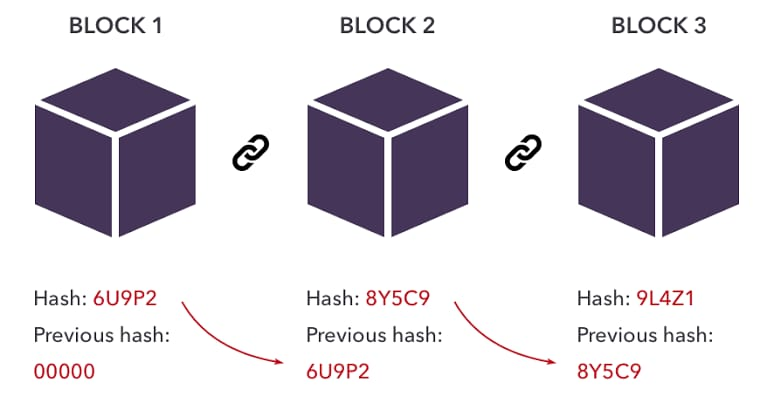 BLOCK 1
BLOCK 2
BLOCK 3
Hash: 6U9P2
Previous hash:
00000
Hash: 8Y5C9
Previous hash:
6U9P2
Hash: 9L4Z1
Previous hash:
8Y5C9